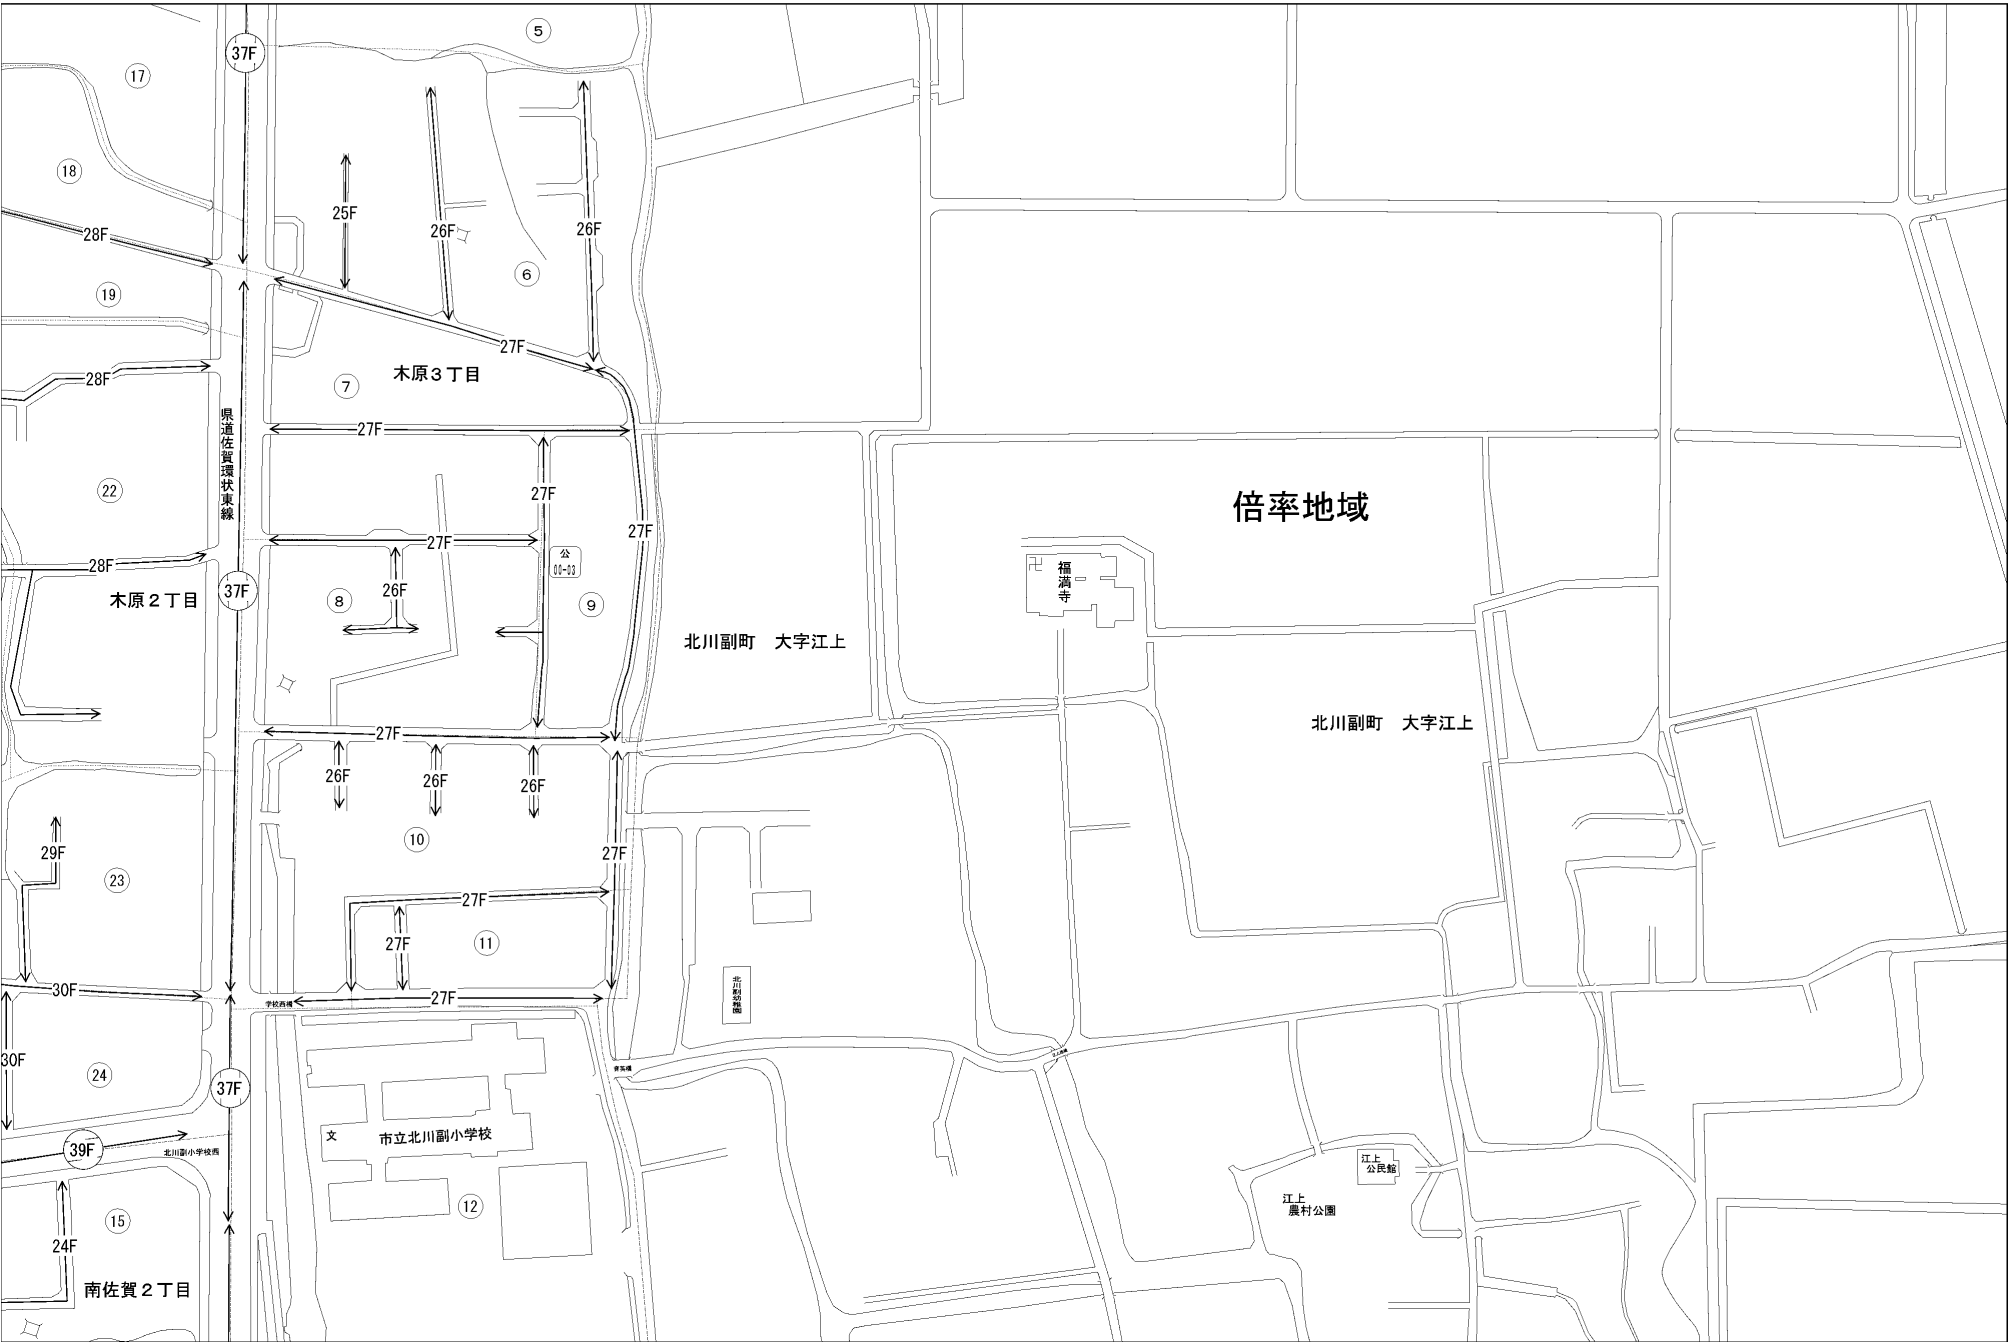 5
37F
17
18
25F
26F
26F
28F
6
19
27F
木原３丁目
28F
7
県道佐賀環状東線
27F
22
27F
倍率地域
27F
27F
公
00-03
28F
37F
26F
福満寺
木原２丁目
8
9
北川副町　大字江上
北川副町　大字江上
27F
26F
26F
26F
10
29F
27F
23
27F
27F
11
30F
学校西橋
27F
北川副幼稚園
30F
24
37F
文
市立北川副小学校
39F
北川副小学校西
江上
公民館
12
江上
農村公園
15
24F
南佐賀２丁目